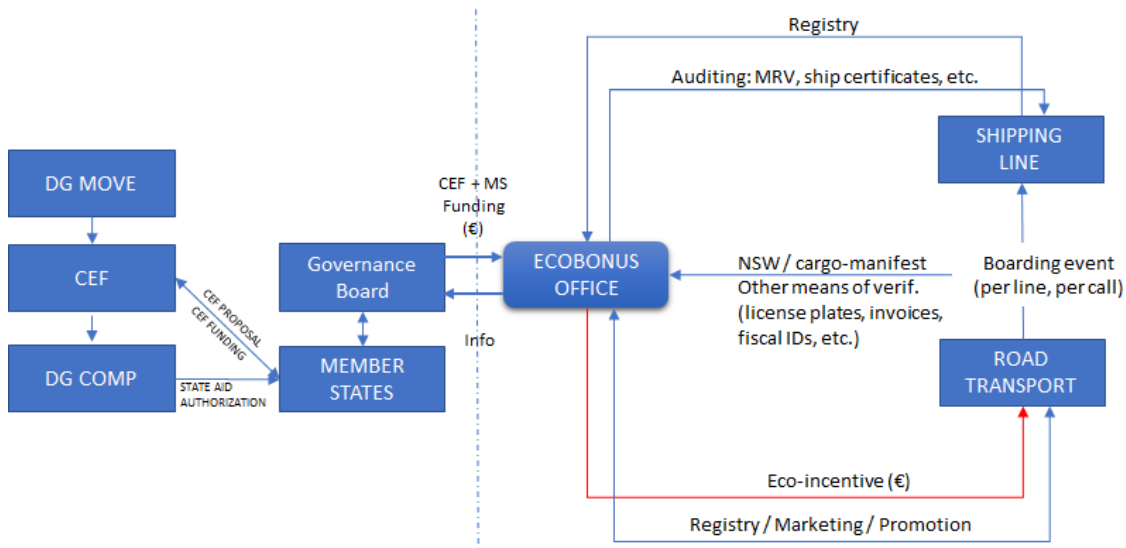 Registry
Auditing: MRV, ship certificates, etc.
SHIPPING
LINE
DG MOVE
CEF + MS
Funding
(€)
CEF
Governance
Board
ECOBONUS
OFFICE
NSW / cargo-manifest
Other means of verif.
(license plates, invoices,
fiscal IDs, etc.)
Boarding event
(per line, per call)
CEF PROPOSAL
CEF FUNDING
Info
DG COMP
STATE AID
AUTHORIZATION
MEMBER
STATES
ROAD
TRANSPORT
Eco-incentive (€)
Registry / Marketing / Promotion